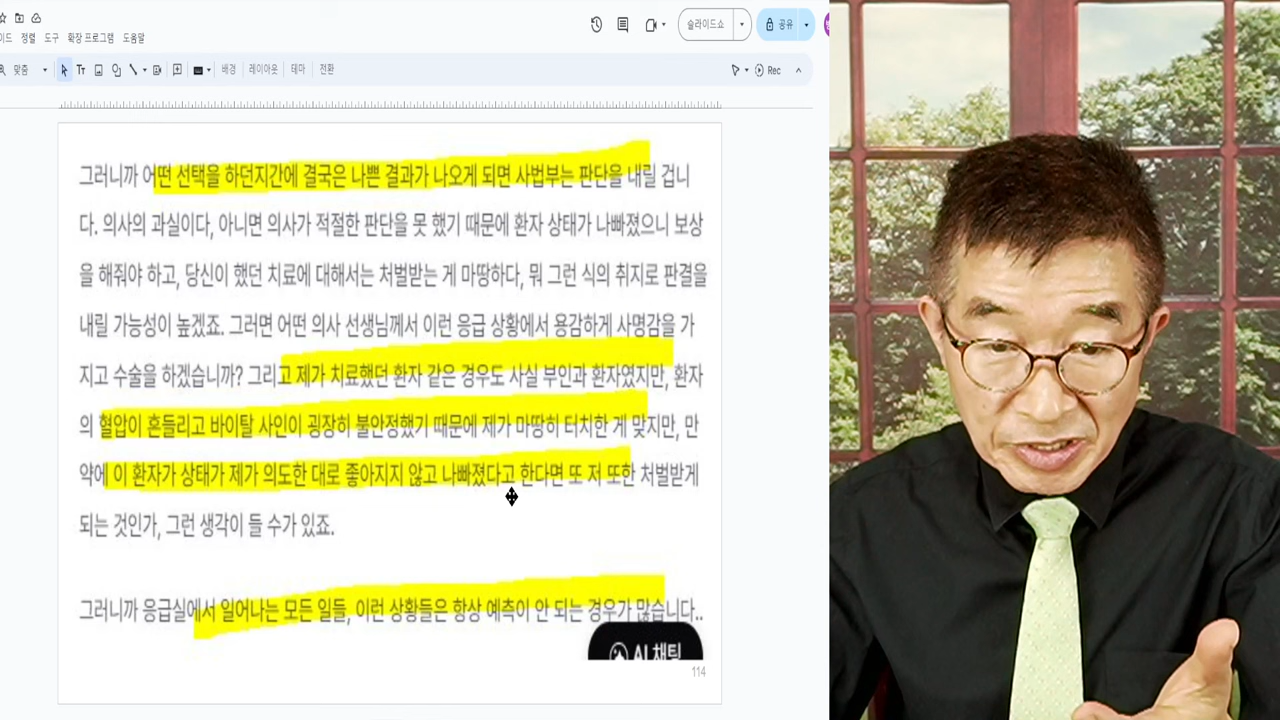 이드 정렬 도구 확장 프로그램 도움말
슬라이드쇼
공유
맞춤
배경 레이아웃 테마 전환
Rec
그러니까 어떤 선택을 하던지간에 결국은 나쁜 결과가 나오게 되면 사법부는 판단을 내릴 겁니
다. 의사의 과실이다, 아니면 의사가 적절한 판단을 못 했기 때문에 환자 상태가 나빠졌으니 보상
을 해줘야 하고, 당신이 했던 치료에 대해서는 처벌받는 게 마땅하다, 뭐 그런 식의 취지로 판결을
내릴 가능성이 높겠죠. 그러면 어떤 의사 선생님께서 이런 응급 상황에서 용감하게 사명감을 가
지고 수술을 하겠습니까? 그리고 제가 치료했던 환자 같은 경우도 사실 부인과 환자였지만, 환자
의 혈압이 흔들리고 바이탈 사인이 굉장히 불안정했기 때문에 제가 마땅히 터치한 게 맞지만, 만
약에 이 환자가 상태가 제가 의도한 대로 좋아지지 않고 나빠졌다고 한다면 또 저 또한 처벌받게
되는 것인가, 그런 생각이 들 수가 있죠.
그러니까 응급실에서 일어나는 모든 일들, 이런 상황들은 항상 예측이 안 되는 경우가 많습니다..
AI 채팅
114